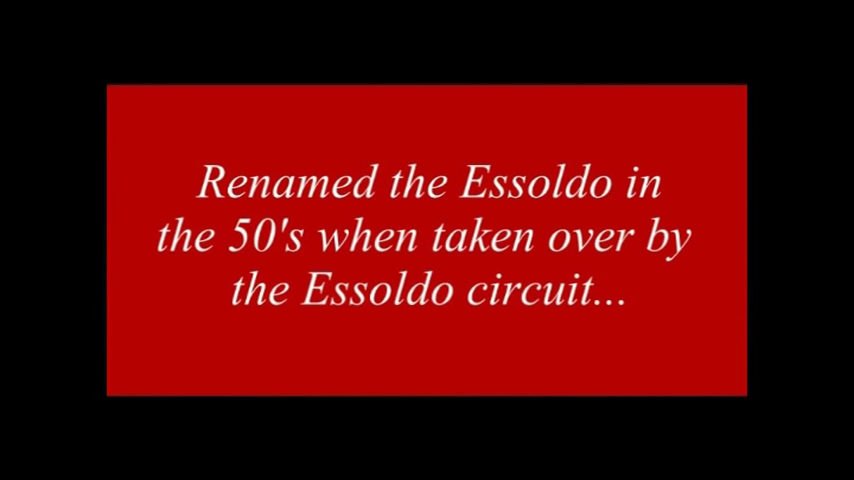 Renamed the Essoldo in
the 50's when taken over by
the Essoldo circuit...